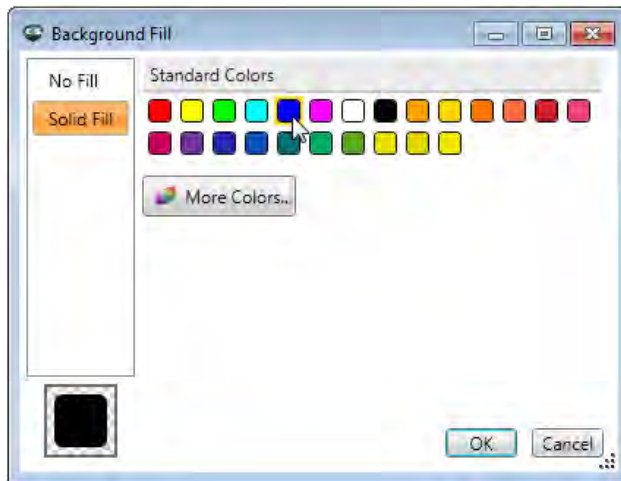 Background Fill
No Fill
Solid Fill
Standard Colors
More Colors...
OK
Cancel